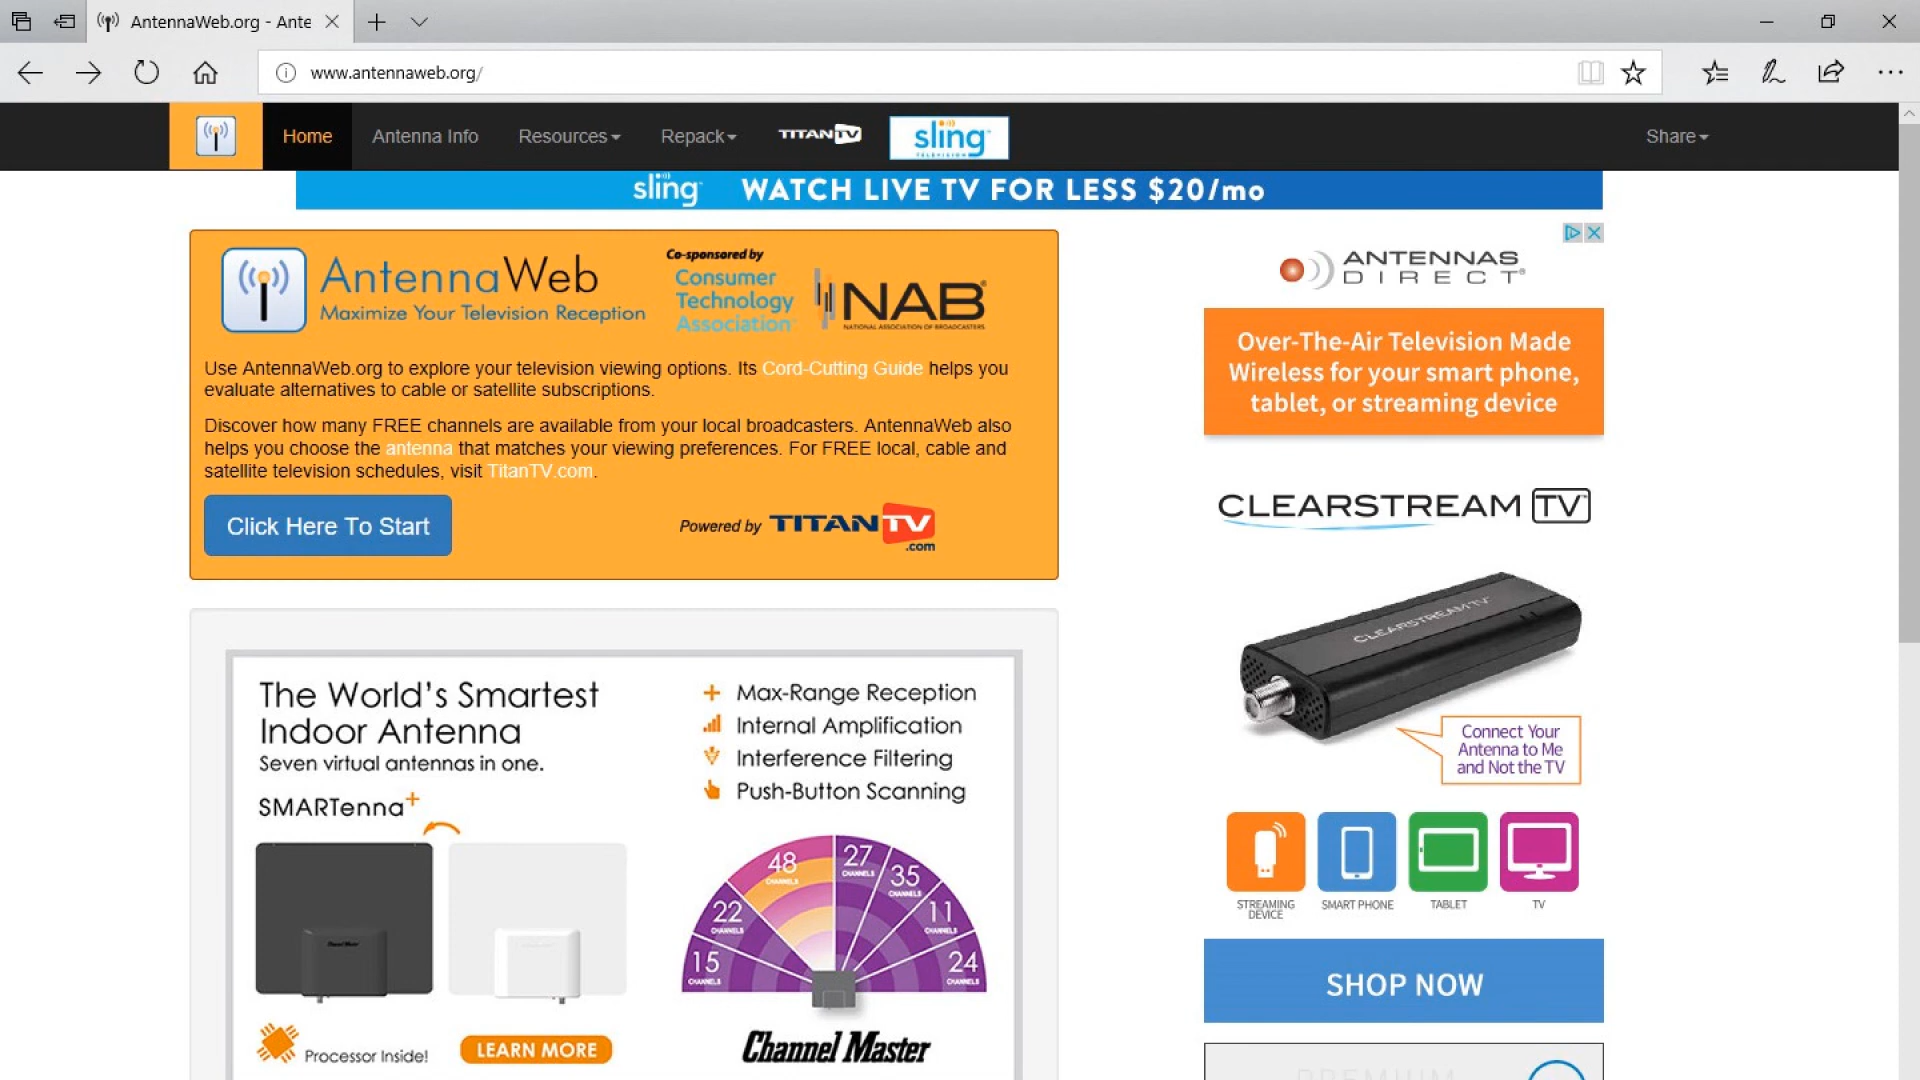 AntennaWeb.org - Ante
www.antennaweb.org/
Home
Antenna Info
Resources
Repack
TITANTV
sling
TELEVISION
Share
sling
WATCH LIVE TV FOR LESS $20/mo
AntennaWeb
Maximize Your Television Reception
Co-sponsored by
Consumer
Technology
Association™
NAB
NATIONAL ASSOCIATION OF BROADCASTERS
Use AntennaWeb.org to explore your television viewing options. Its Cord-Cutting Guide helps you
evaluate alternatives to cable or satellite subscriptions.
Discover how many FREE channels are available from your local broadcasters. AntennaWeb also
helps you choose the antenna that matches your viewing preferences. For FREE local, cable and
satellite television schedules, visit TitanTV.com.
Click Here To Start
Powered by TITANTV
.com
The World's Smartest
Indoor Antenna
Seven virtual antennas in one.
SMARTenna+
Max-Range Reception
Internal Amplification
Interference Filtering
Push-Button Scanning
Channel Master
15
CHANNELS
22
CHANNELS
48
CHANNELS
27
CHANNELS
35
CHANNELS
11
CHANNELS
24
CHANNELS
Processor Inside!
LEARN MORE
Channel Master
ANTENNAS
DIRECT®
Over-The-Air Television Made
Wireless for your smart phone,
tablet, or streaming device
CLEARSTREAM TV™
CLEARSTREAM TV™
Connect Your
Antenna to Me
and Not the TV
STREAMING
DEVICE
SMART PHONE
TABLET
TV
SHOP NOW
PREMIUM